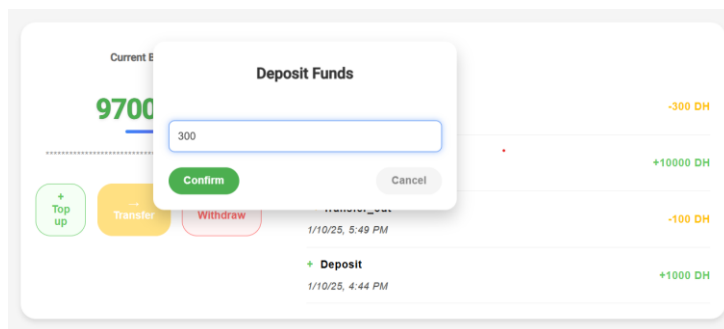 Current B
Deposit Funds
9700
-300 DH
300
+10000 DH
Confirm
Cancel
+
Top
up
→
Transfer
Withdraw
Transfer_out
1/10/25, 5:49 PM
-100 DH
+ Deposit
1/10/25, 4:44 PM
+1000 DH